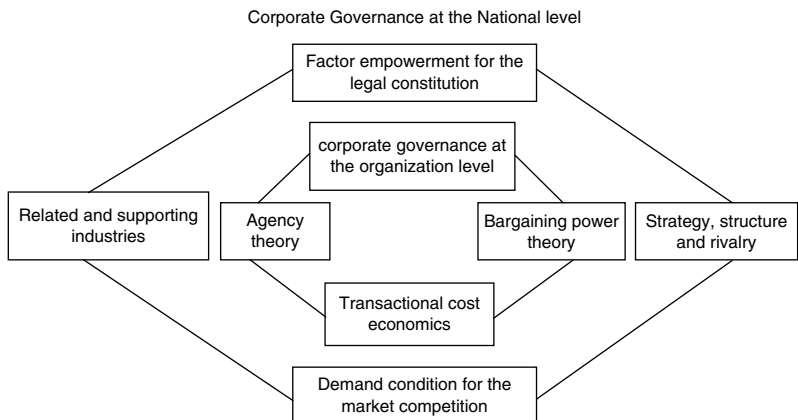 Corporate Governance at the National level
Factor empowerment for the
legal constitution
corporate governance at
the organization level
Related and supporting
industries
Agency
theory
Bargaining power
theory
Strategy, structure
and rivalry
Transactional cost
economics
Demand condition for the
market competition